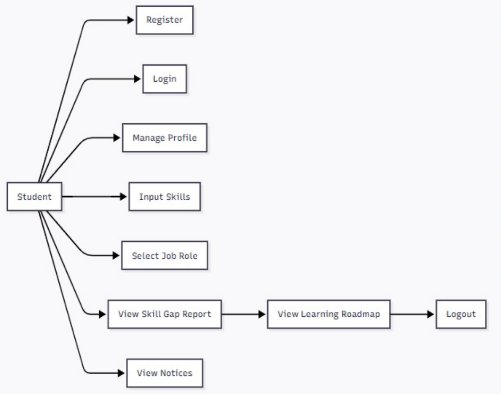 Register
Login
Manage Profile
Student
Input Skills
Select Job Role
View Skill Gap Report
View Learning Roadmap
Logout
View Notices